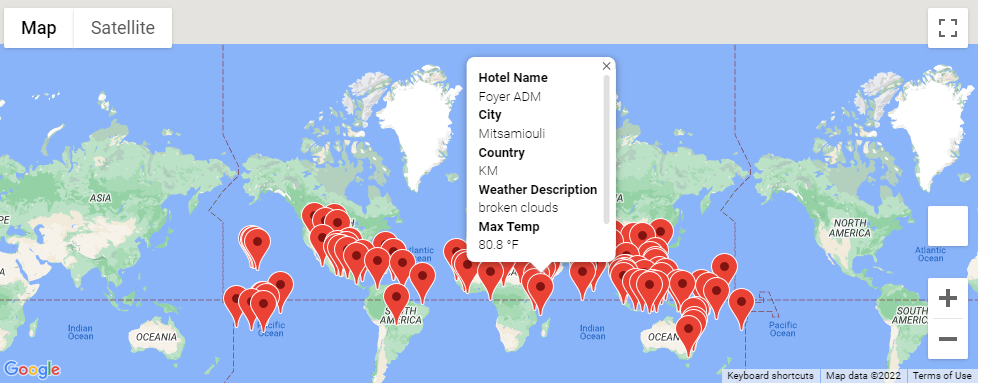 Map
Satellite
Hotel Name
Foyer ADM
City
Mitsamiouli
Country
KM
Weather Description
broken clouds
Max Temp
80.8 °F
ASIA
NORTH
AMERICA
Atlantic
Ocean
Atlantic
Ocean
AFRICA
SOUTH
AMERICA
SOUTH
AMERICA
Indian
Ocean
OCEANIA
Pacific
Ocean
Indian
Ocean
OCEANIA
Pacific
Ocean
Google
Keyboard shortcuts
Map data ©2022
Terms of Use